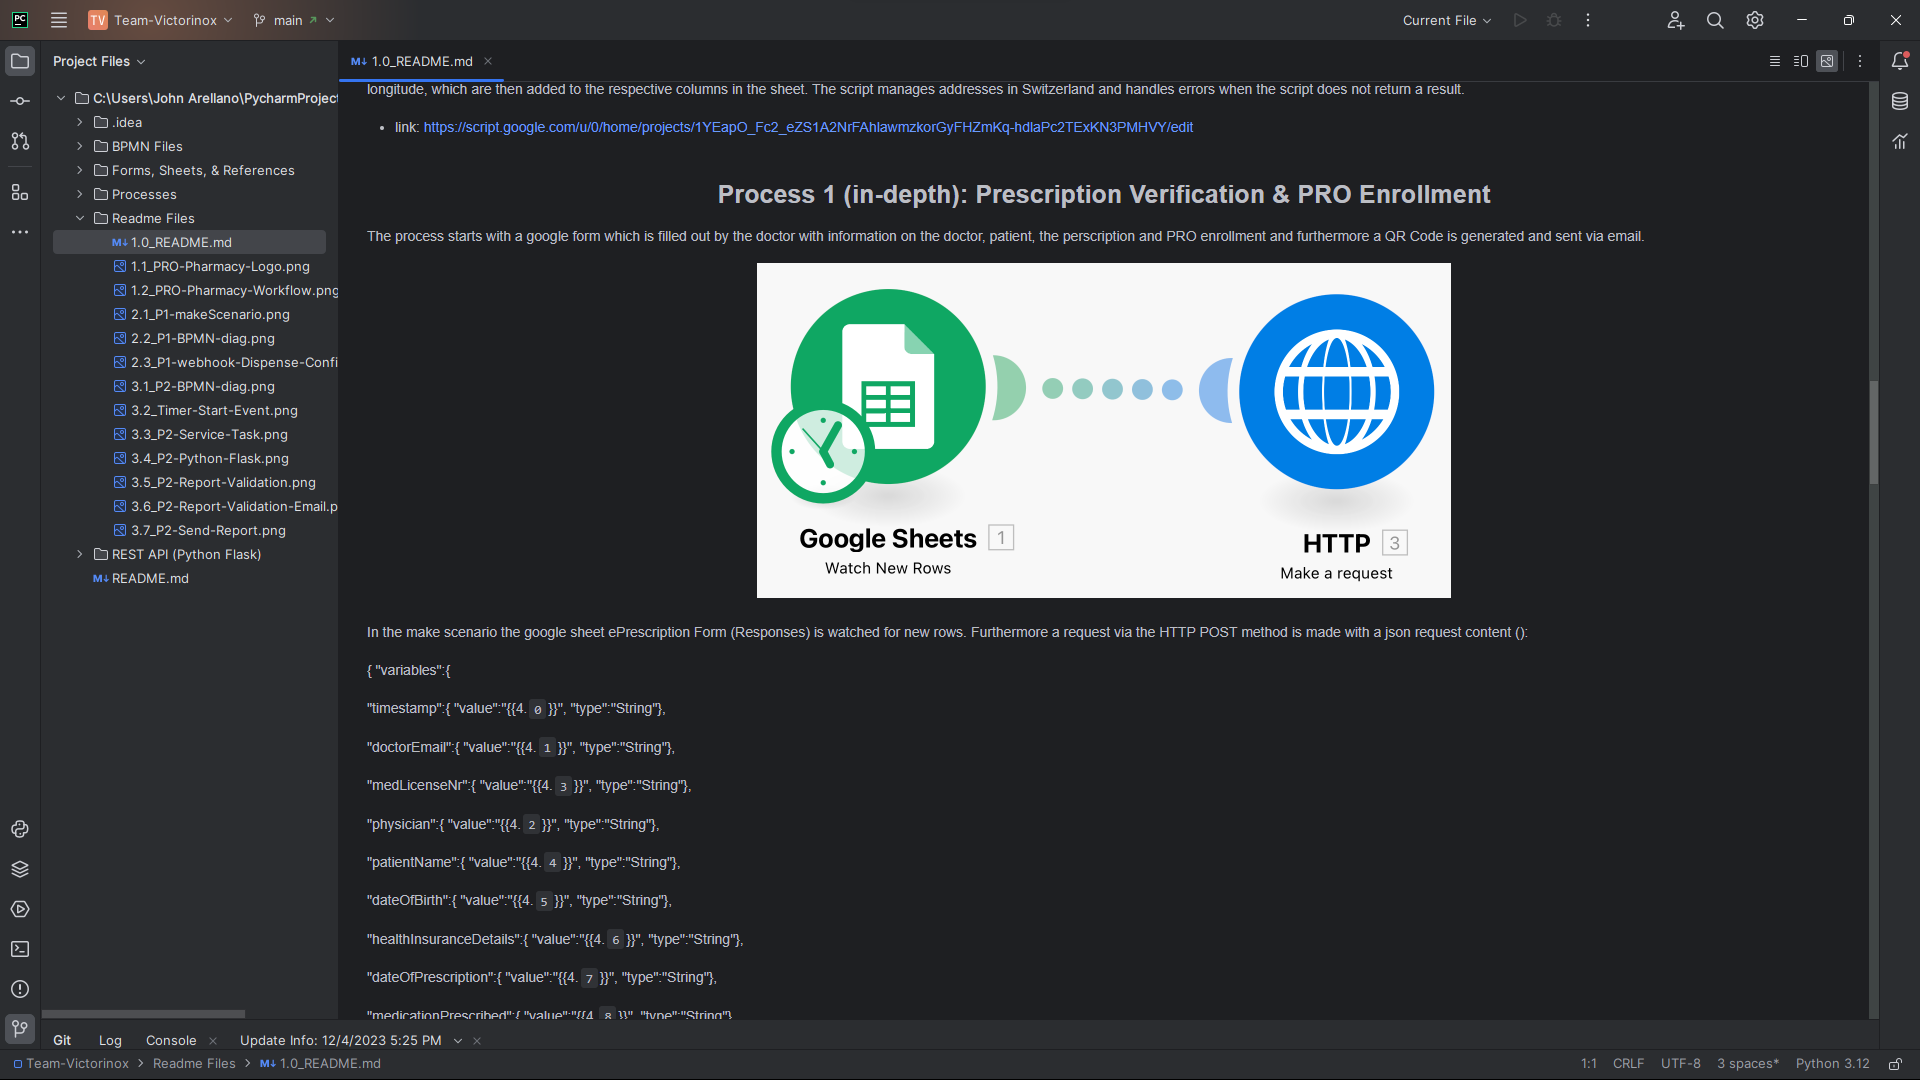 PC
TV Team-Victorinox main Current File
Project Files
C:\Users\John Arellano\PycharmProject
.idea
BPMN Files
Forms, Sheets, & References
Processes
Readme Files
M↓ 1.0_README.md
1.1_PRO-Pharmacy-Logo.png
1.2_PRO-Pharmacy-Workflow.png
2.1_P1-makeScenario.png
2.2_P1-BPMN-diag.png
2.3_P1-webhook-Dispense-Confi
3.1_P2-BPMN-diag.png
3.2_Timer-Start-Event.png
3.3_P2-Service-Task.png
3.4_P2-Python-Flask.png
3.5_P2-Report-Validation.png
3.6_P2-Report-Validation-Email.p
3.7_P2-Send-Report.png
REST API (Python Flask)
M↓ README.md
M↓ 1.0_README.md
longitude, which are then added to the respective columns in the sheet. The script manages addresses in Switzerland and handles errors when the script does not return a result.
• link: https://script.google.com/u/0/home/projects/1YEapO_Fc2_eZS1A2NrFAhlawmzkorGyFHZmKq-hdlaPc2TExKN3PMHVY/edit
Process 1 (in-depth): Prescription Verification & PRO Enrollment
The process starts with a google form which is filled out by the doctor with information on the doctor, patient, the perscription and PRO enrollment and furthermore a QR Code is generated and sent via email.
Google Sheets 1
Watch New Rows
HTTP 3
Make a request
In the make scenario the google sheet ePrescription Form (Responses) is watched for new rows. Furthermore a request via the HTTP POST method is made with a json request content ():
{ "variables":{
"timestamp":{ "value":"{{4. 0 }}", "type":"String"},
"doctorEmail":{ "value":"{{4. 1 }}", "type":"String"},
"medLicenseNr":{ "value":"{{4. 3 }}", "type":"String"},
"physician":{ "value":"{{4. 2 }}", "type":"String"},
"patientName":{ "value":"{{4. 4 }}", "type":"String"},
"dateOfBirth":{ "value":"{{4. 5 }}", "type":"String"},
"healthInsuranceDetails":{ "value":"{{4. 6 }}", "type":"String"},
"dateOfPrescription":{ "value":"{{4. 7 }}", "type":"String"},
"medicationPrescribed":{ "value":"{{4. 8 }}", "type":"String"},
Git Log Console Update Info: 12/4/2023 5:25 PM
Team-Victorinox > Readme Files > M↓ 1.0_README.md 1:1 CRLF UTF-8 3 spaces* Python 3.12